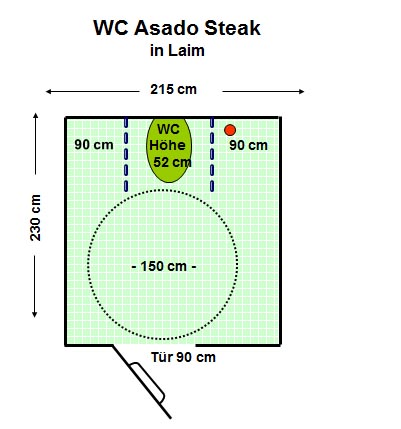 WC Asado Steak
in Laim
215 cm
WC
Höhe
52 cm
90 cm
90 cm
230 cm
- 150 cm -
Tür 90 cm